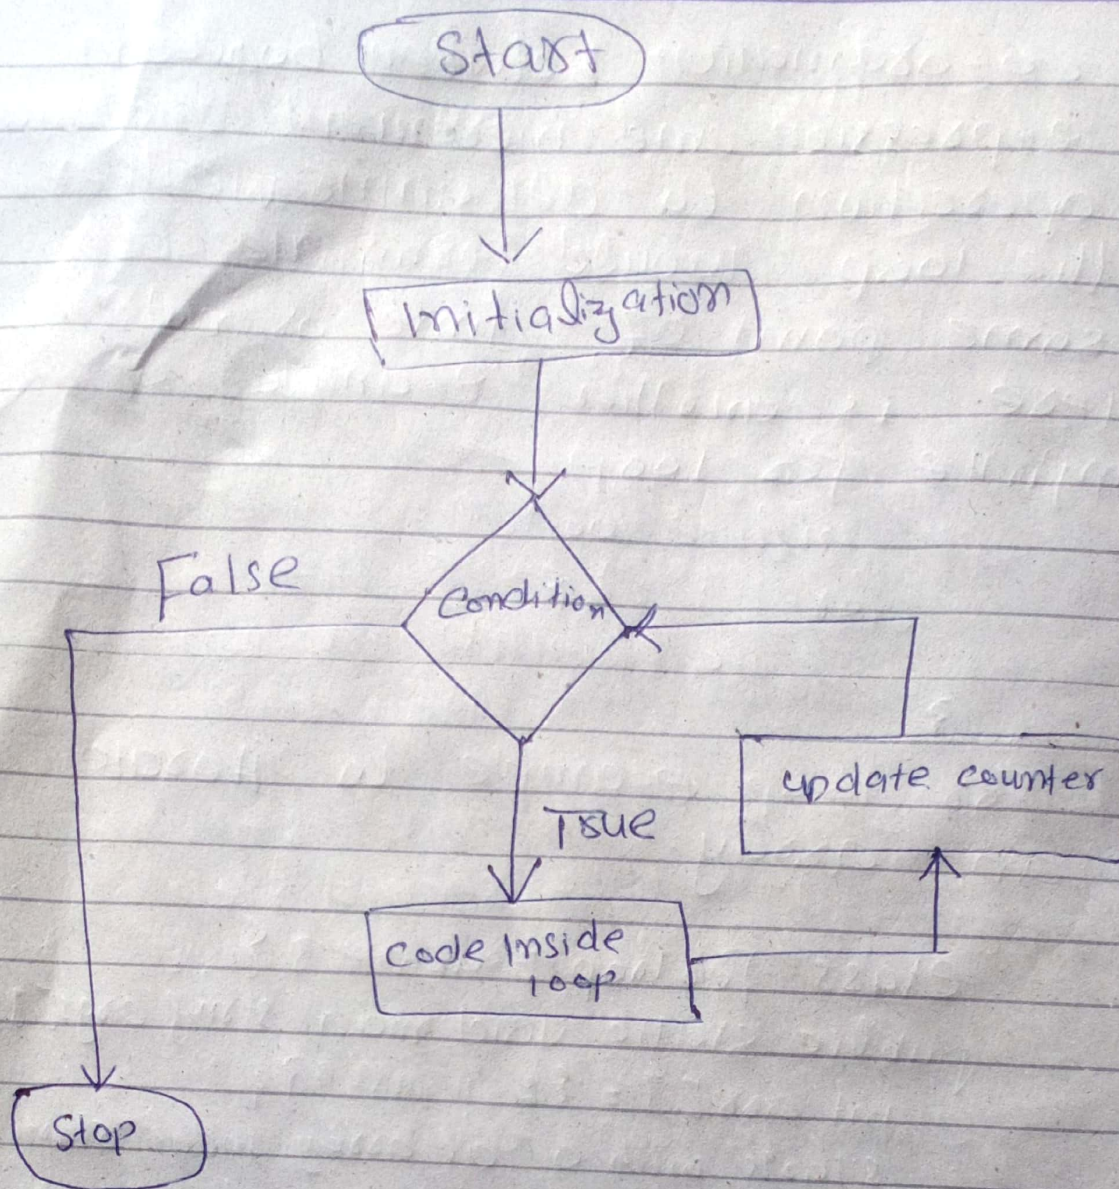 Start
Initialization
False
Condition
update counter
True
Code Inside
loop
Stop